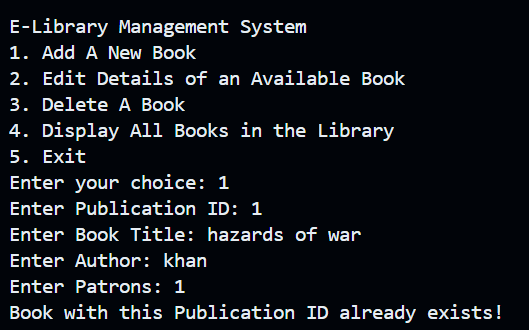 E-Library Management System
1. Add A New Book
2. Edit Details of an Available Book
3. Delete A Book
4. Display All Books in the Library
5. Exit
Enter your choice: 1
Enter Publication ID: 1
Enter Book Title: hazards of war
Enter Author: khan
Enter Patrons: 1
Book with this Publication ID already exists!